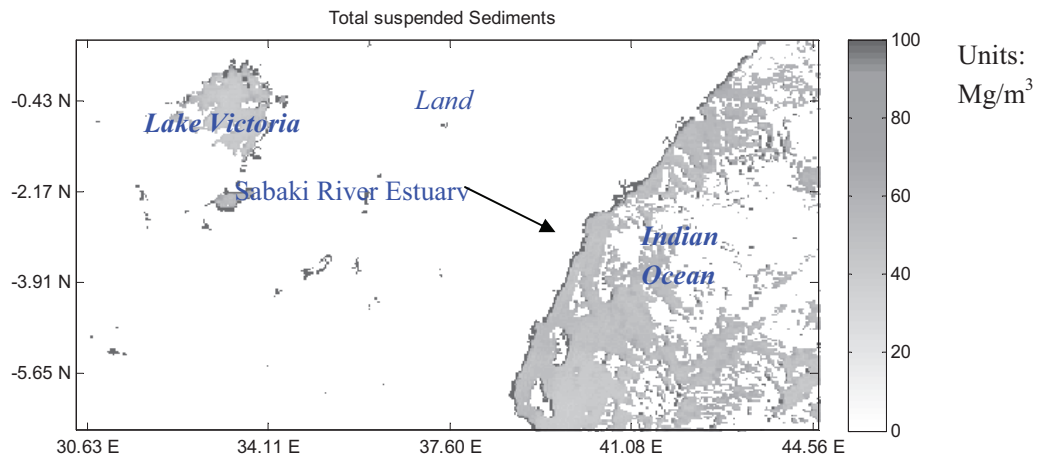 Total suspended Sediments
100
Units:
Mg/m³
-0.43 N
Land
Lake Victoria
80
-2.17 N
Sabaki River Estuary
60
Indian
Ocean
-3.91 N
40
20
-5.65 N
0
30.63 E 34.11 E 37.60 E 41.08 E 44.56 E